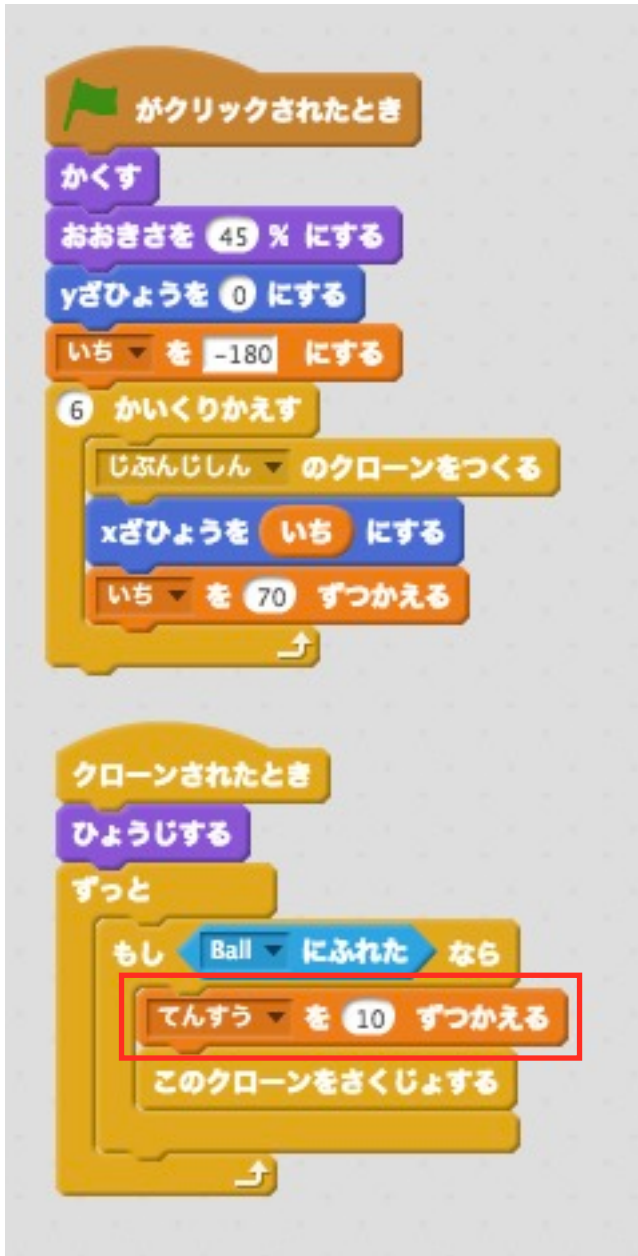 がクリックされたとき
かくす
おおきさを 45 % にする
yざひょうを 0 にする
いち を -180 にする
6 かいくりかえす
じぶんじしん のクローンをつくる
xざひょうを いち にする
いち を 70 ずつかえる
クローンされたとき
ひょうじする
ずっと
もし Ball にふれた なら
てんすう を 10 ずつかえる
このクローンをさくじょする